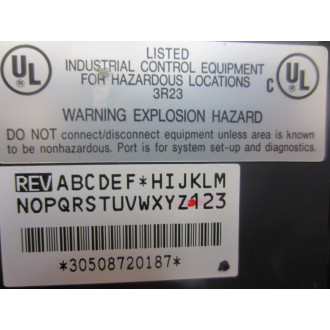 LISTED
UL INDUSTRIAL CONTROL EQUIPMENT C UL
FOR HAZARDOUS LOCATIONS
3R23
WARNING EXPLOSION HAZARD
DO NOT connect/disconnect equipment unless area is known
to be nonhazardous. Port is for system set-up and diagnostics.
REV ABCDEF*HIJKLM
NOPQRSTUVWXYZ123
*30508720187*